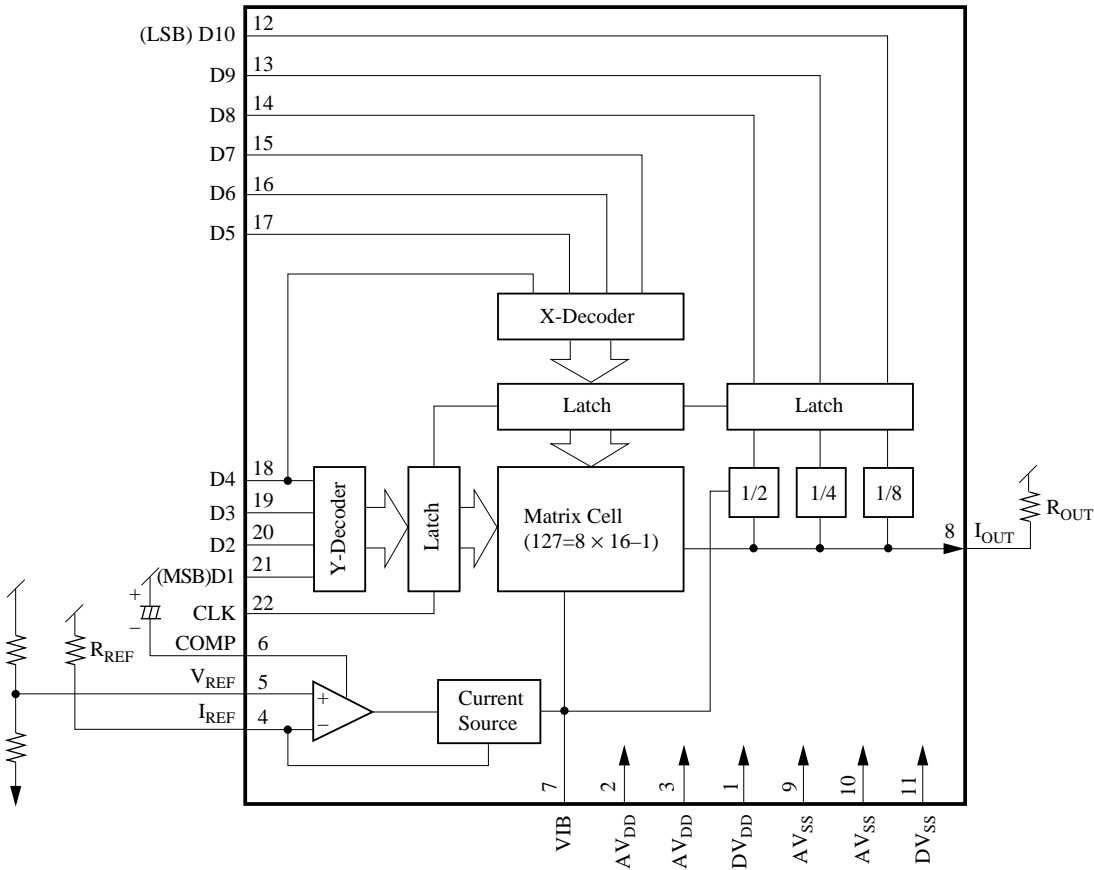 12
(LSB) D10
13
D9
14
D8
15
D7
16
D6
17
D5
X-Decoder
Latch
Latch
18
D4
19
D3
20
D2
21
(MSB)D1
22
CLK
Y-Decoder
Latch
Matrix Cell
(127=8 × 16–1)
1/2
1/4
1/8
8
I_OUT
R_OUT
+
–
COMP
6
R_REF
V_REF
5
I_REF
4
+
–
Current
Source
7
2
3
1
9
10
11
VIB
AV_DD
AV_DD
DV_DD
AV_SS
AV_SS
DV_SS